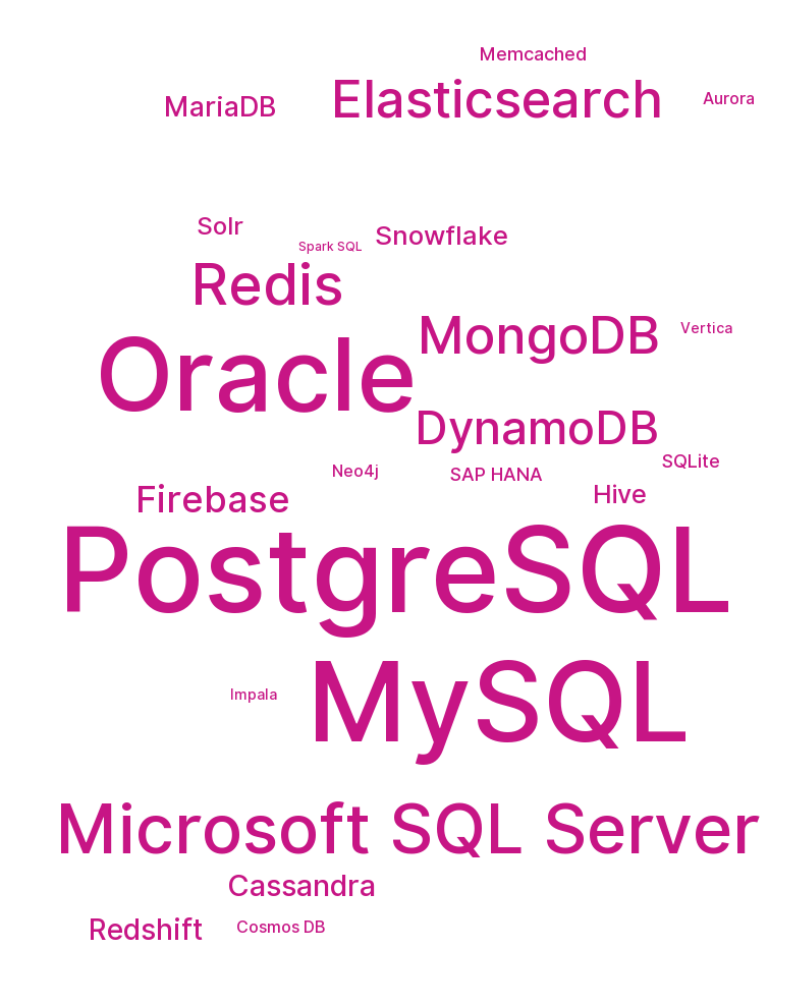 Memcached
MariaDB
Elasticsearch
Aurora
Solr
Spark SQL
Snowflake
Redis
MongoDB
Vertica
Oracle
DynamoDB
SQLite
Neo4j
SAP HANA
Hive
Firebase
PostgreSQL
MySQL
Impala
Microsoft SQL Server
Cassandra
Redshift
Cosmos DB